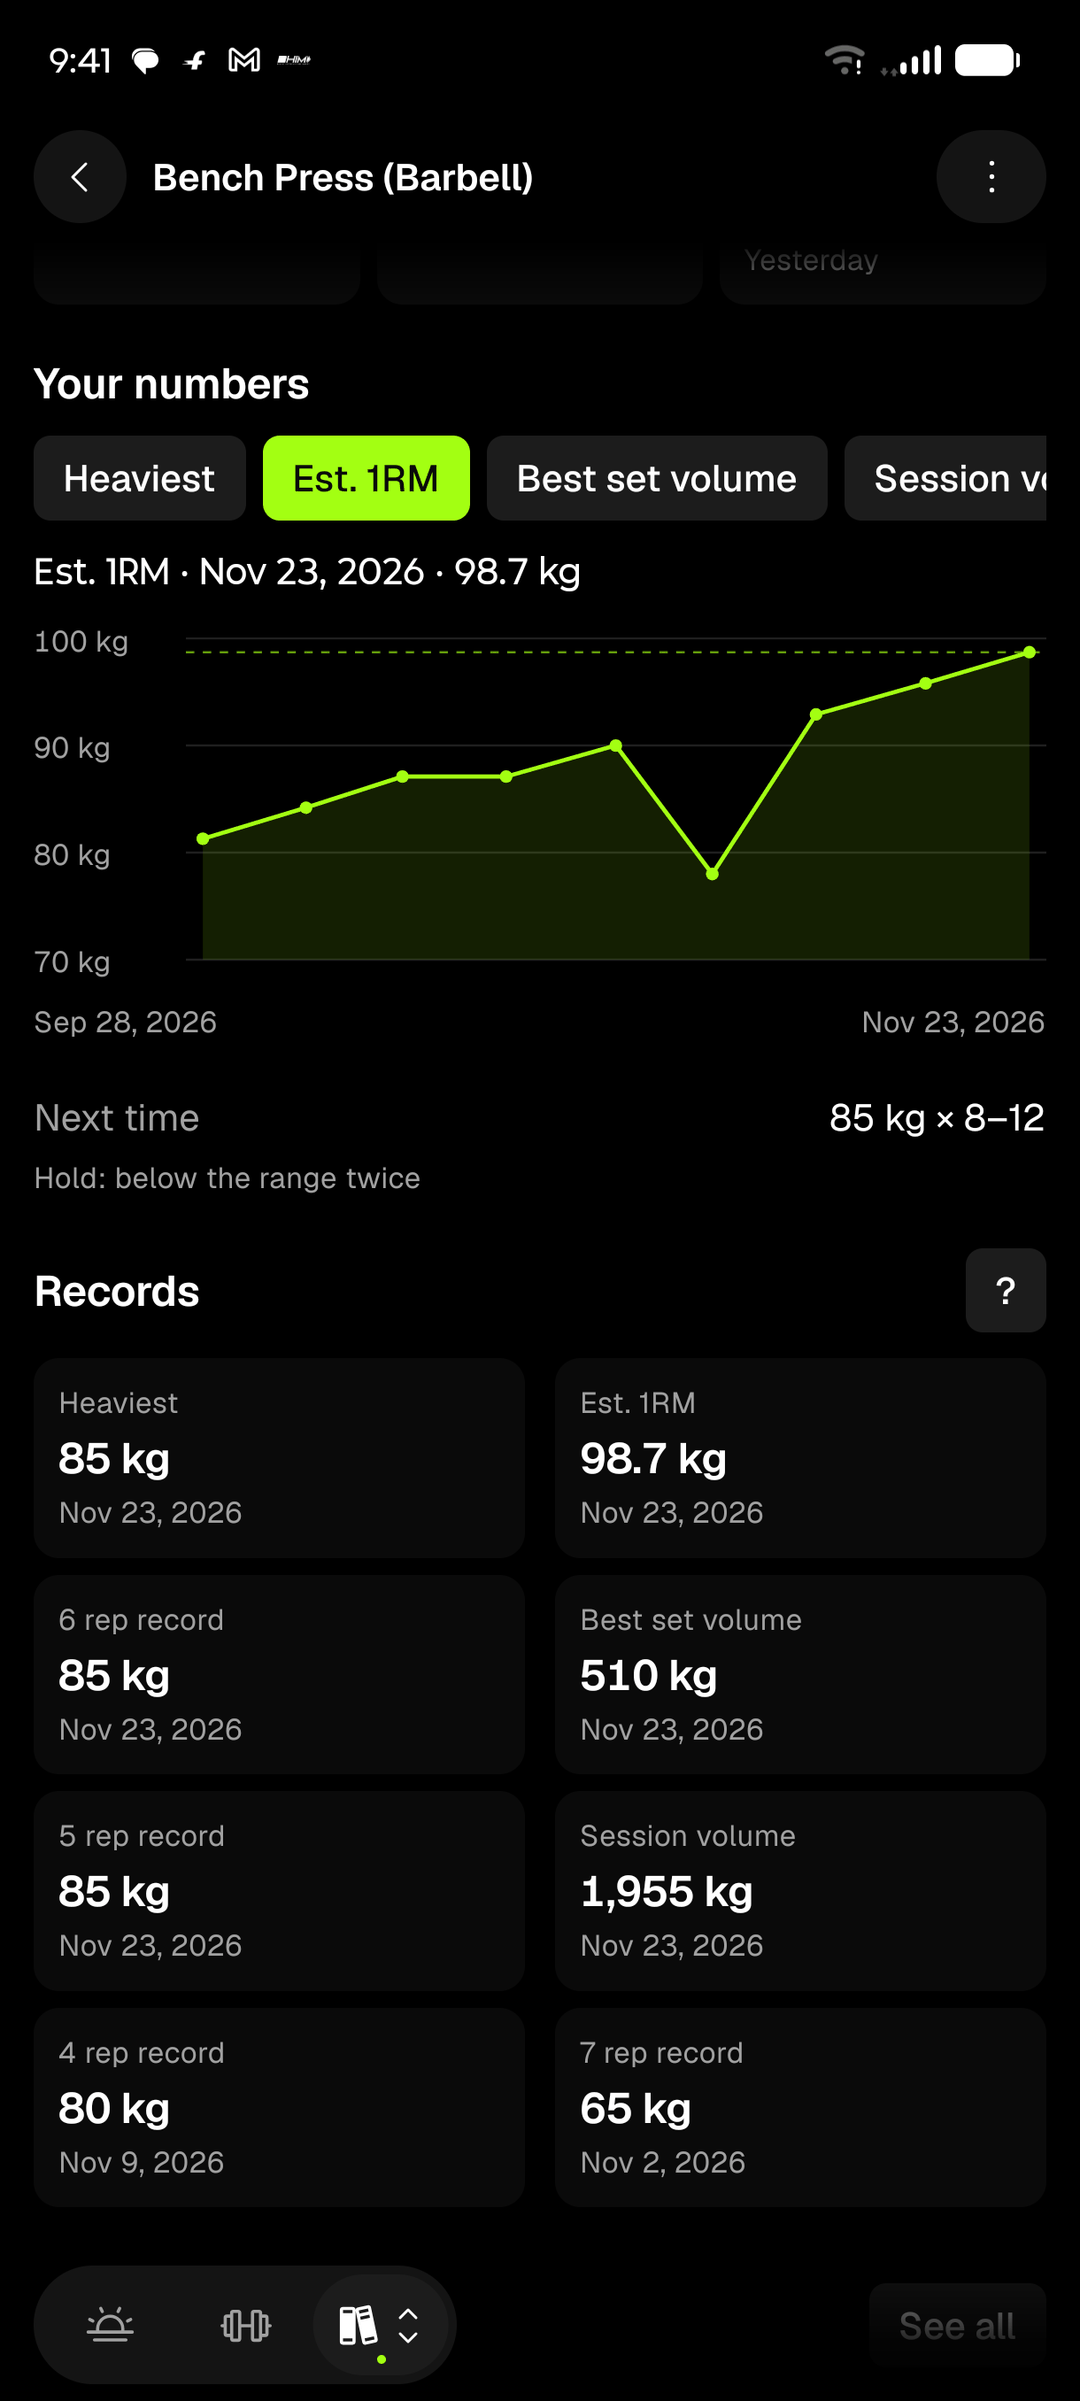 9:41
Bench Press (Barbell)
Yesterday
Your numbers
Heaviest
Est. 1RM
Best set volume
Session vo
Est. 1RM · Nov 23, 2026 · 98.7 kg
100 kg
90 kg
80 kg
70 kg
Sep 28, 2026
Nov 23, 2026
Next time
85 kg × 8–12
Hold: below the range twice
Records
?
Heaviest
85 kg
Nov 23, 2026
Est. 1RM
98.7 kg
Nov 23, 2026
6 rep record
85 kg
Nov 23, 2026
Best set volume
510 kg
Nov 23, 2026
5 rep record
85 kg
Nov 23, 2026
Session volume
1,955 kg
Nov 23, 2026
4 rep record
80 kg
Nov 9, 2026
7 rep record
65 kg
Nov 2, 2026
See all